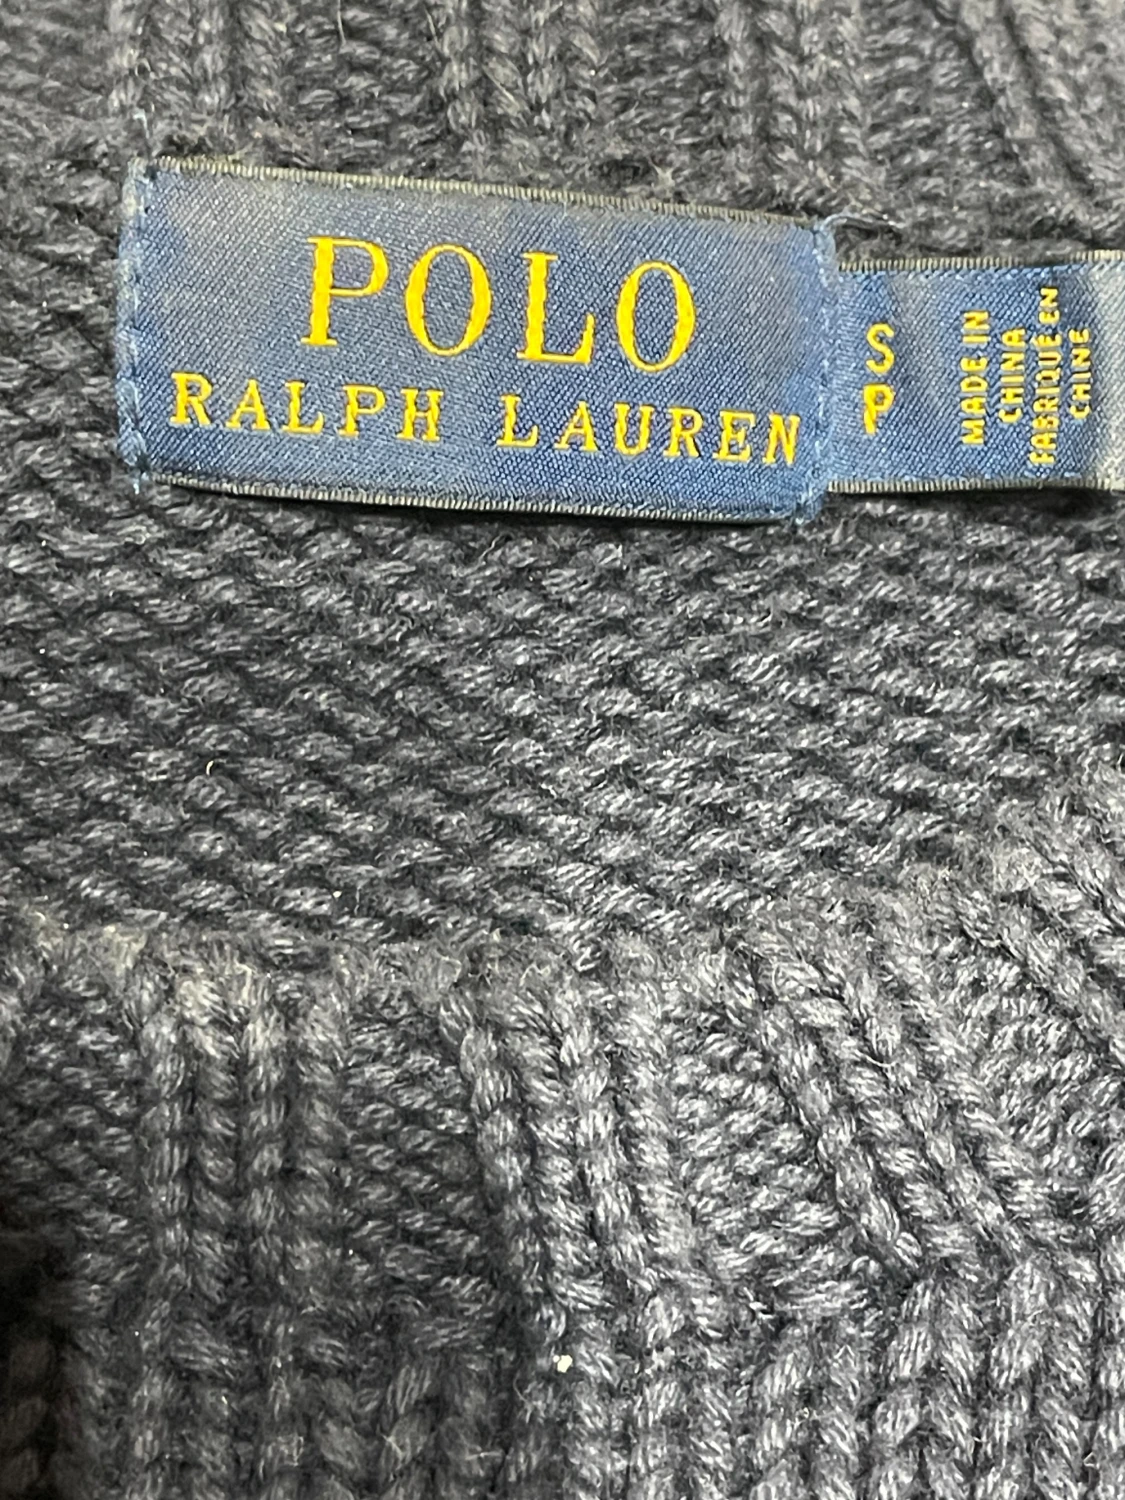 POLO
RALPH LAUREN
S
P
MADE IN
CHINA
FABRIQUÉ EN
CHINE